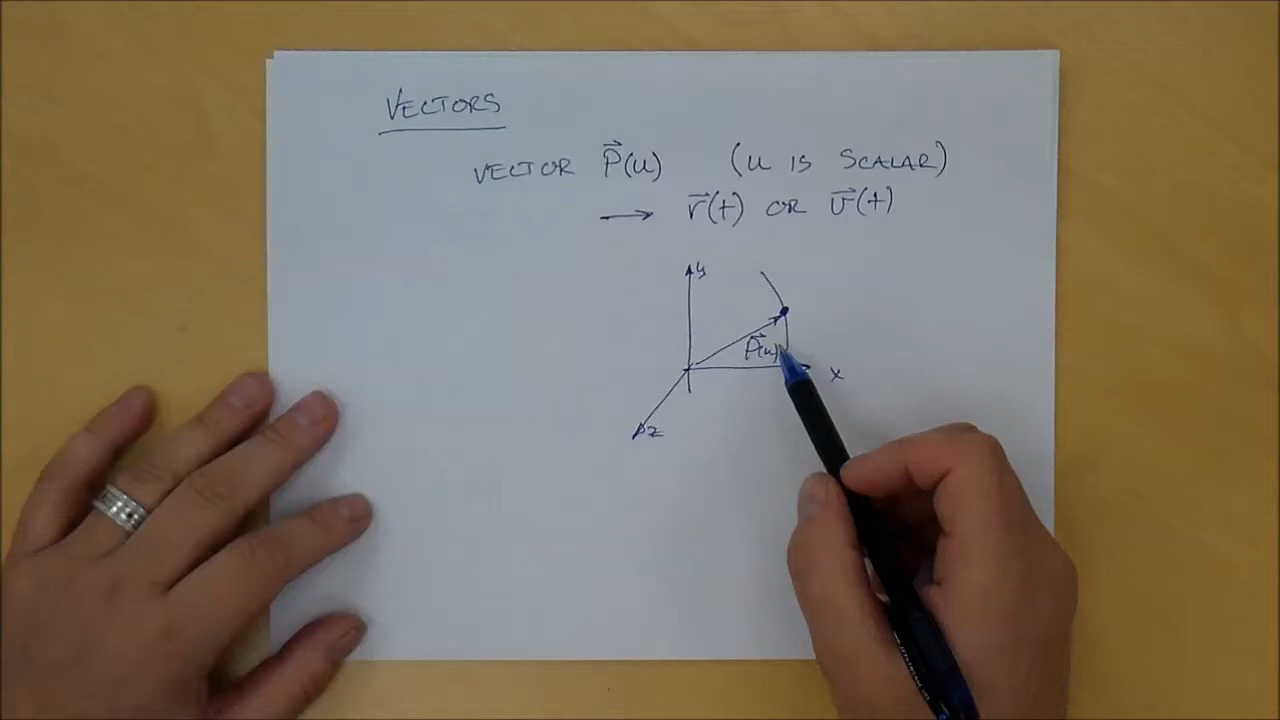 VECTORS
VECTOR P⃗(u) (u IS SCALAR)
→ r⃗(t) OR v⃗(t)
y
P⃗(u)
x
z